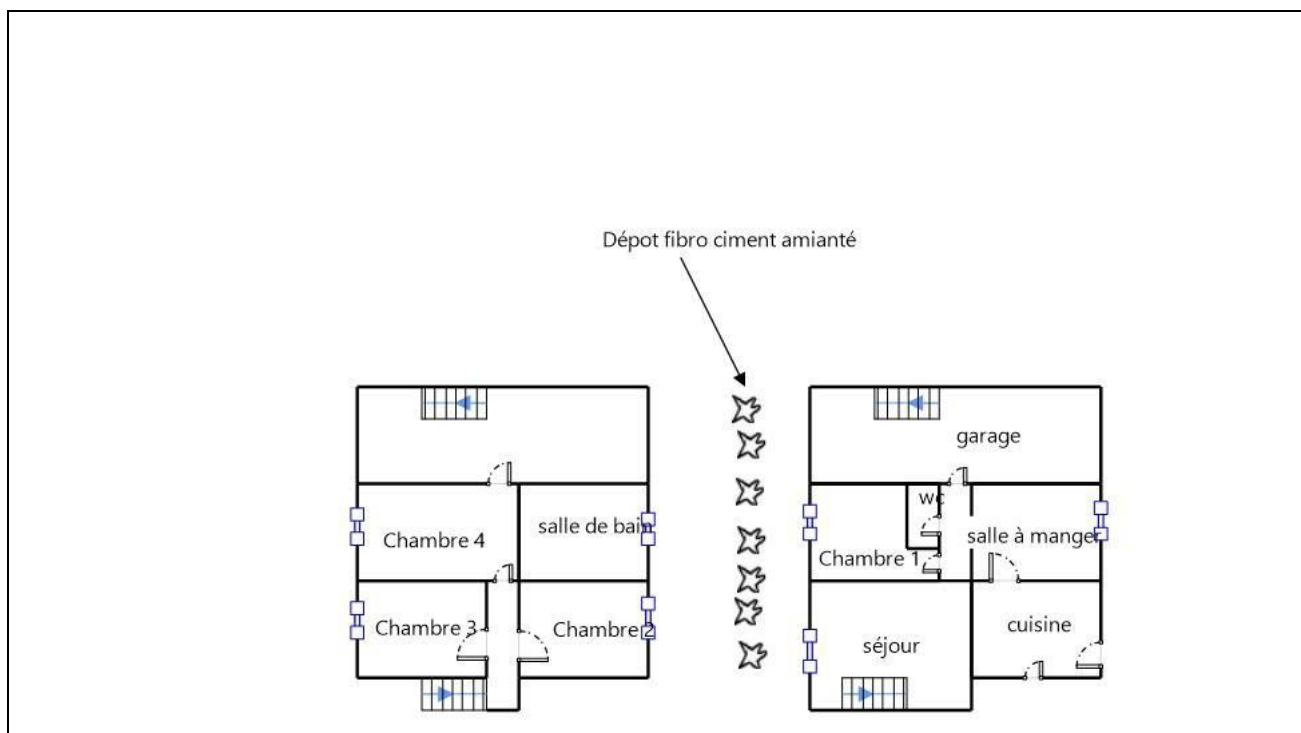 Dépot fibro ciment amianté
garage
wc
salle de bain
Chambre 4
salle à manger
Chambre 1
Chambre 3
Chambre 2
cuisine
séjour